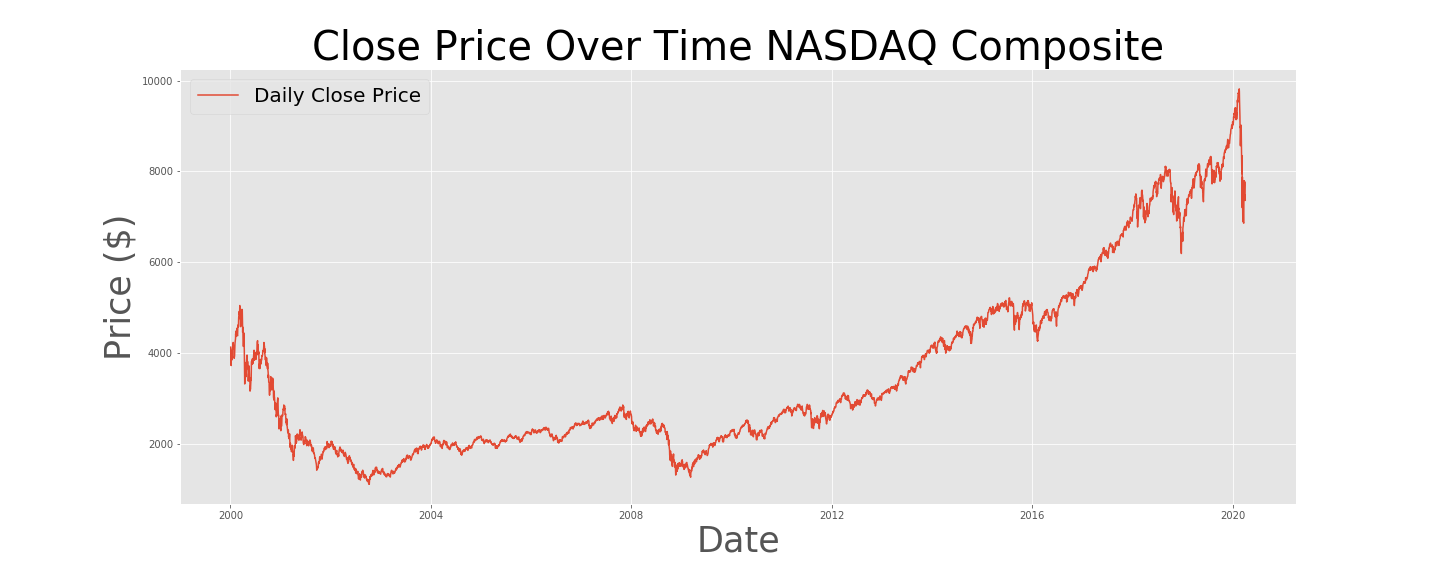 Close Price Over Time NASDAQ Composite
Daily Close Price
10000
8000
6000
4000
2000
Price ($)
2000 2004 2008 2012 2016 2020
Date